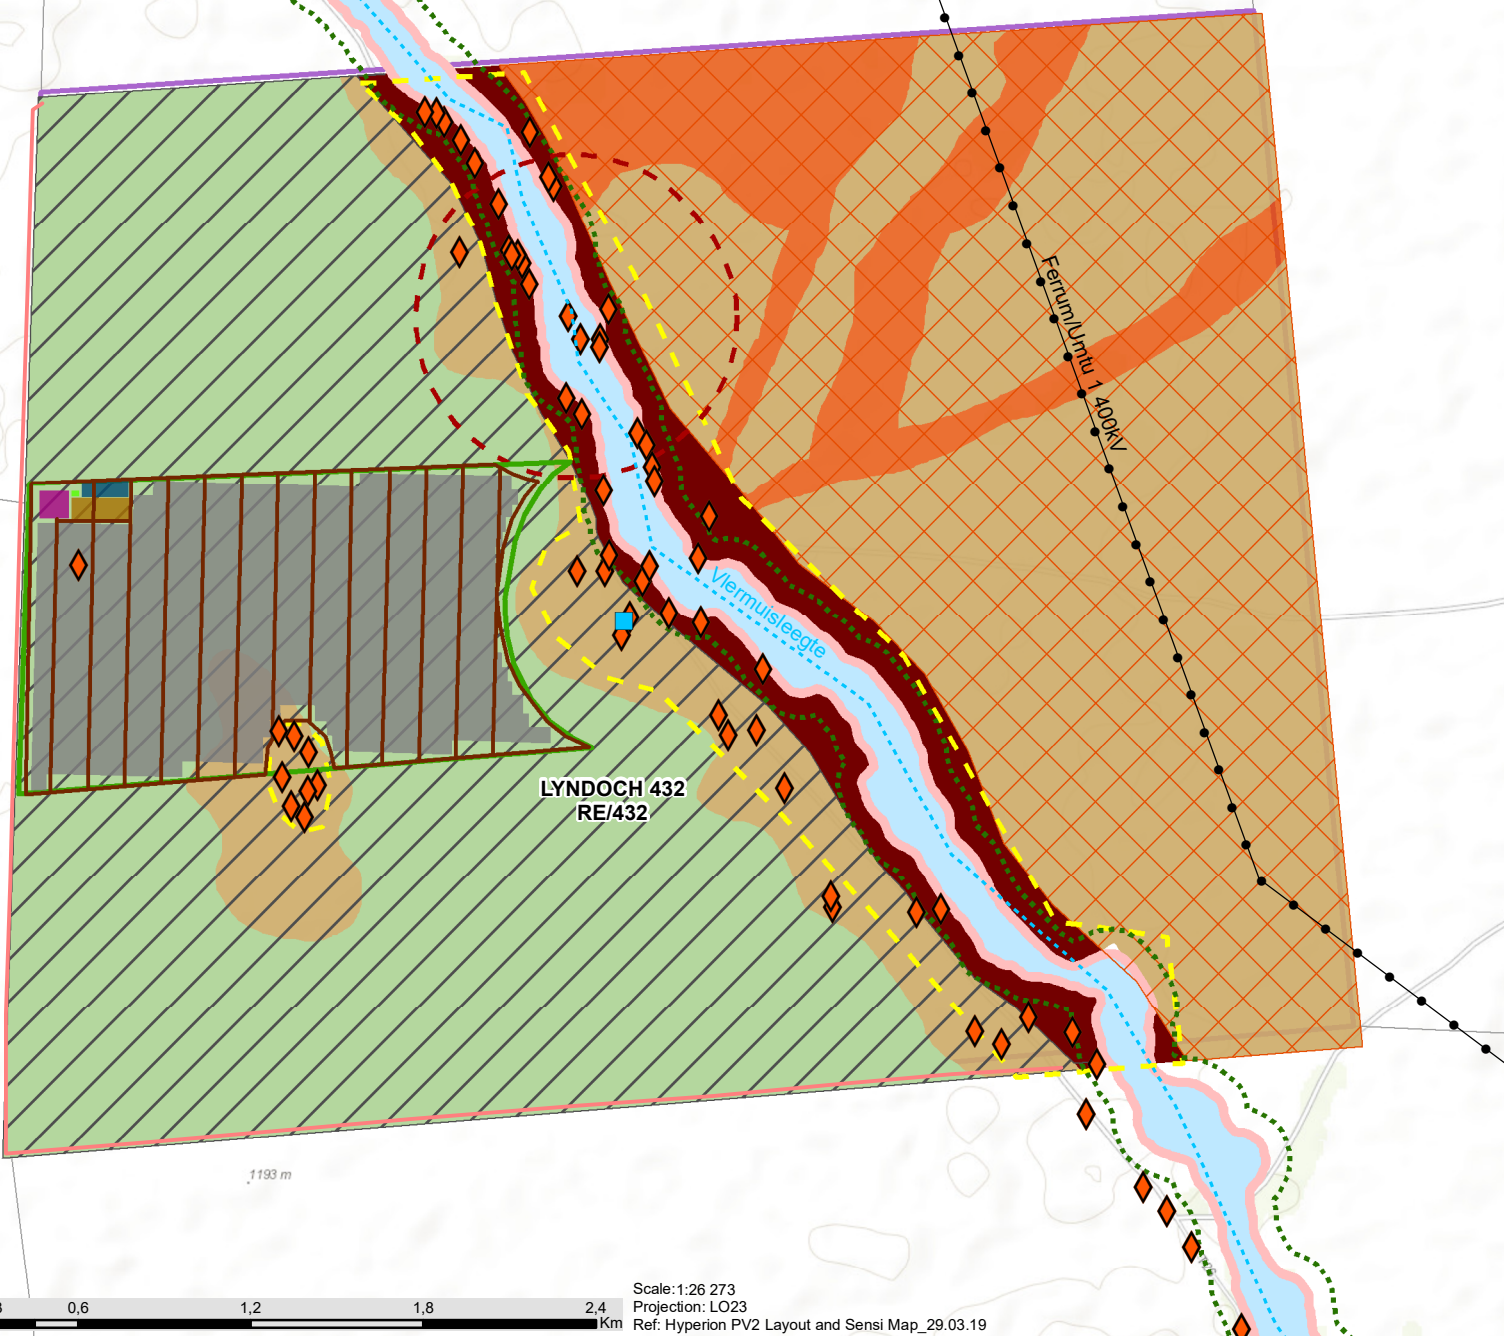 Ferrum/Umtu 1 400kV
Vlermuisleegte
LYNDOCH 432
RE/432
1193 m
0,6 1,2 1,8 2,4
Km
Scale:1:26 273
Projection: LO23
Ref: Hyperion PV2 Layout and Sensi Map_29.03.19